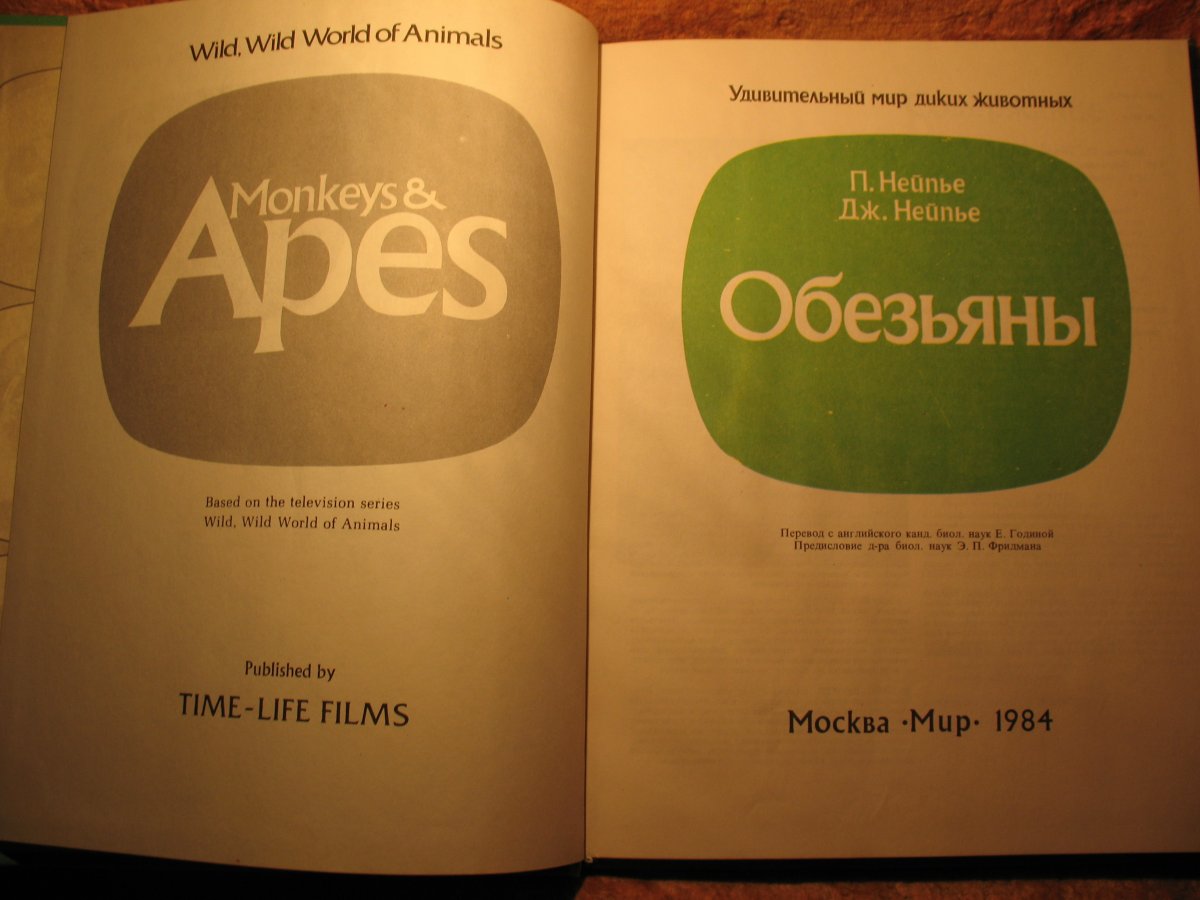 Wild, Wild World of Animals
Monkeys &
Apes
Based on the television series
Wild, Wild World of Animals
Published by
TIME-LIFE FILMS
Удивительный мир диких животных
П. Нейпье
Дж. Нейпье
Обезьяны
Перевод с английского канд. биол. наук Е. Годиной
Предисловие д-ра биол. наук Э. П. Фридмана
Москва ·Мир· 1984